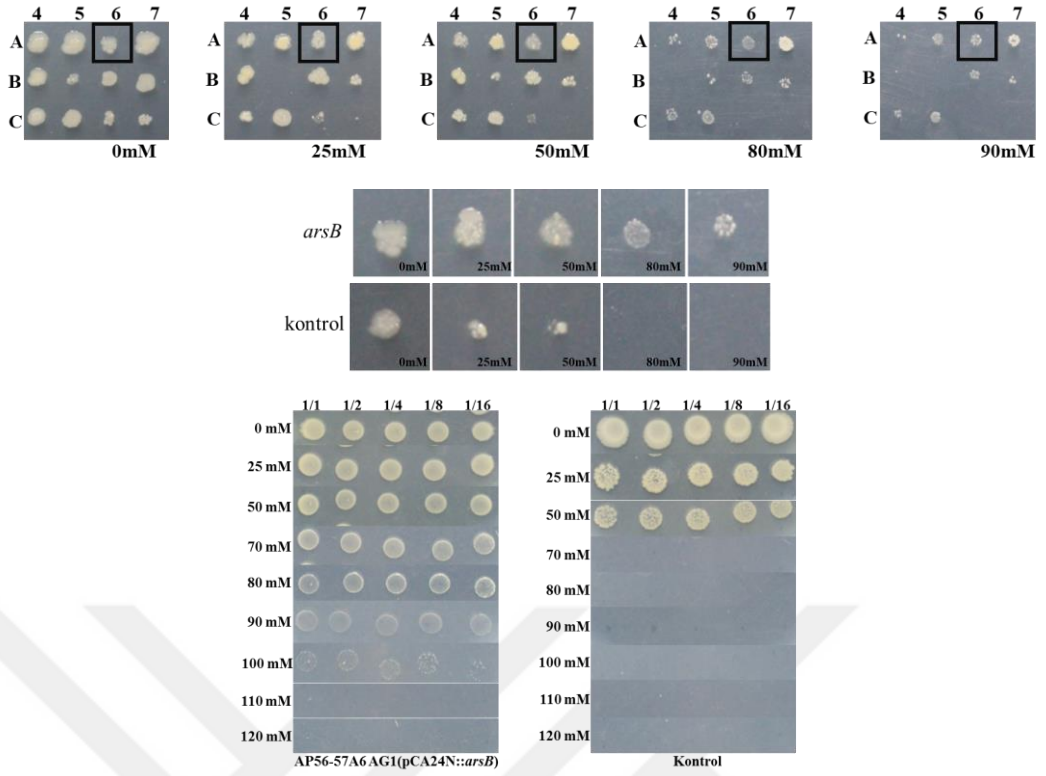 4 5 6 7
A
B
C
0mM
4 5 6 7
A
B
C
25mM
4 5 6 7
A
B
C
50mM
4 5 6 7
A
B
C
80mM
4 5 6 7
A
B
C
90mM
arsB
0mM 25mM 50mM 80mM 90mM
kontrol
0mM 25mM 50mM 80mM 90mM
1/1 1/2 1/4 1/8 1/16
0 mM
25 mM
50 mM
70 mM
80 mM
90 mM
100 mM
110 mM
120 mM
AP56-57A6 AG1(pCA24N::arsB)
1/1 1/2 1/4 1/8 1/16
0 mM
25 mM
50 mM
70 mM
80 mM
90 mM
100 mM
110 mM
120 mM
Kontrol